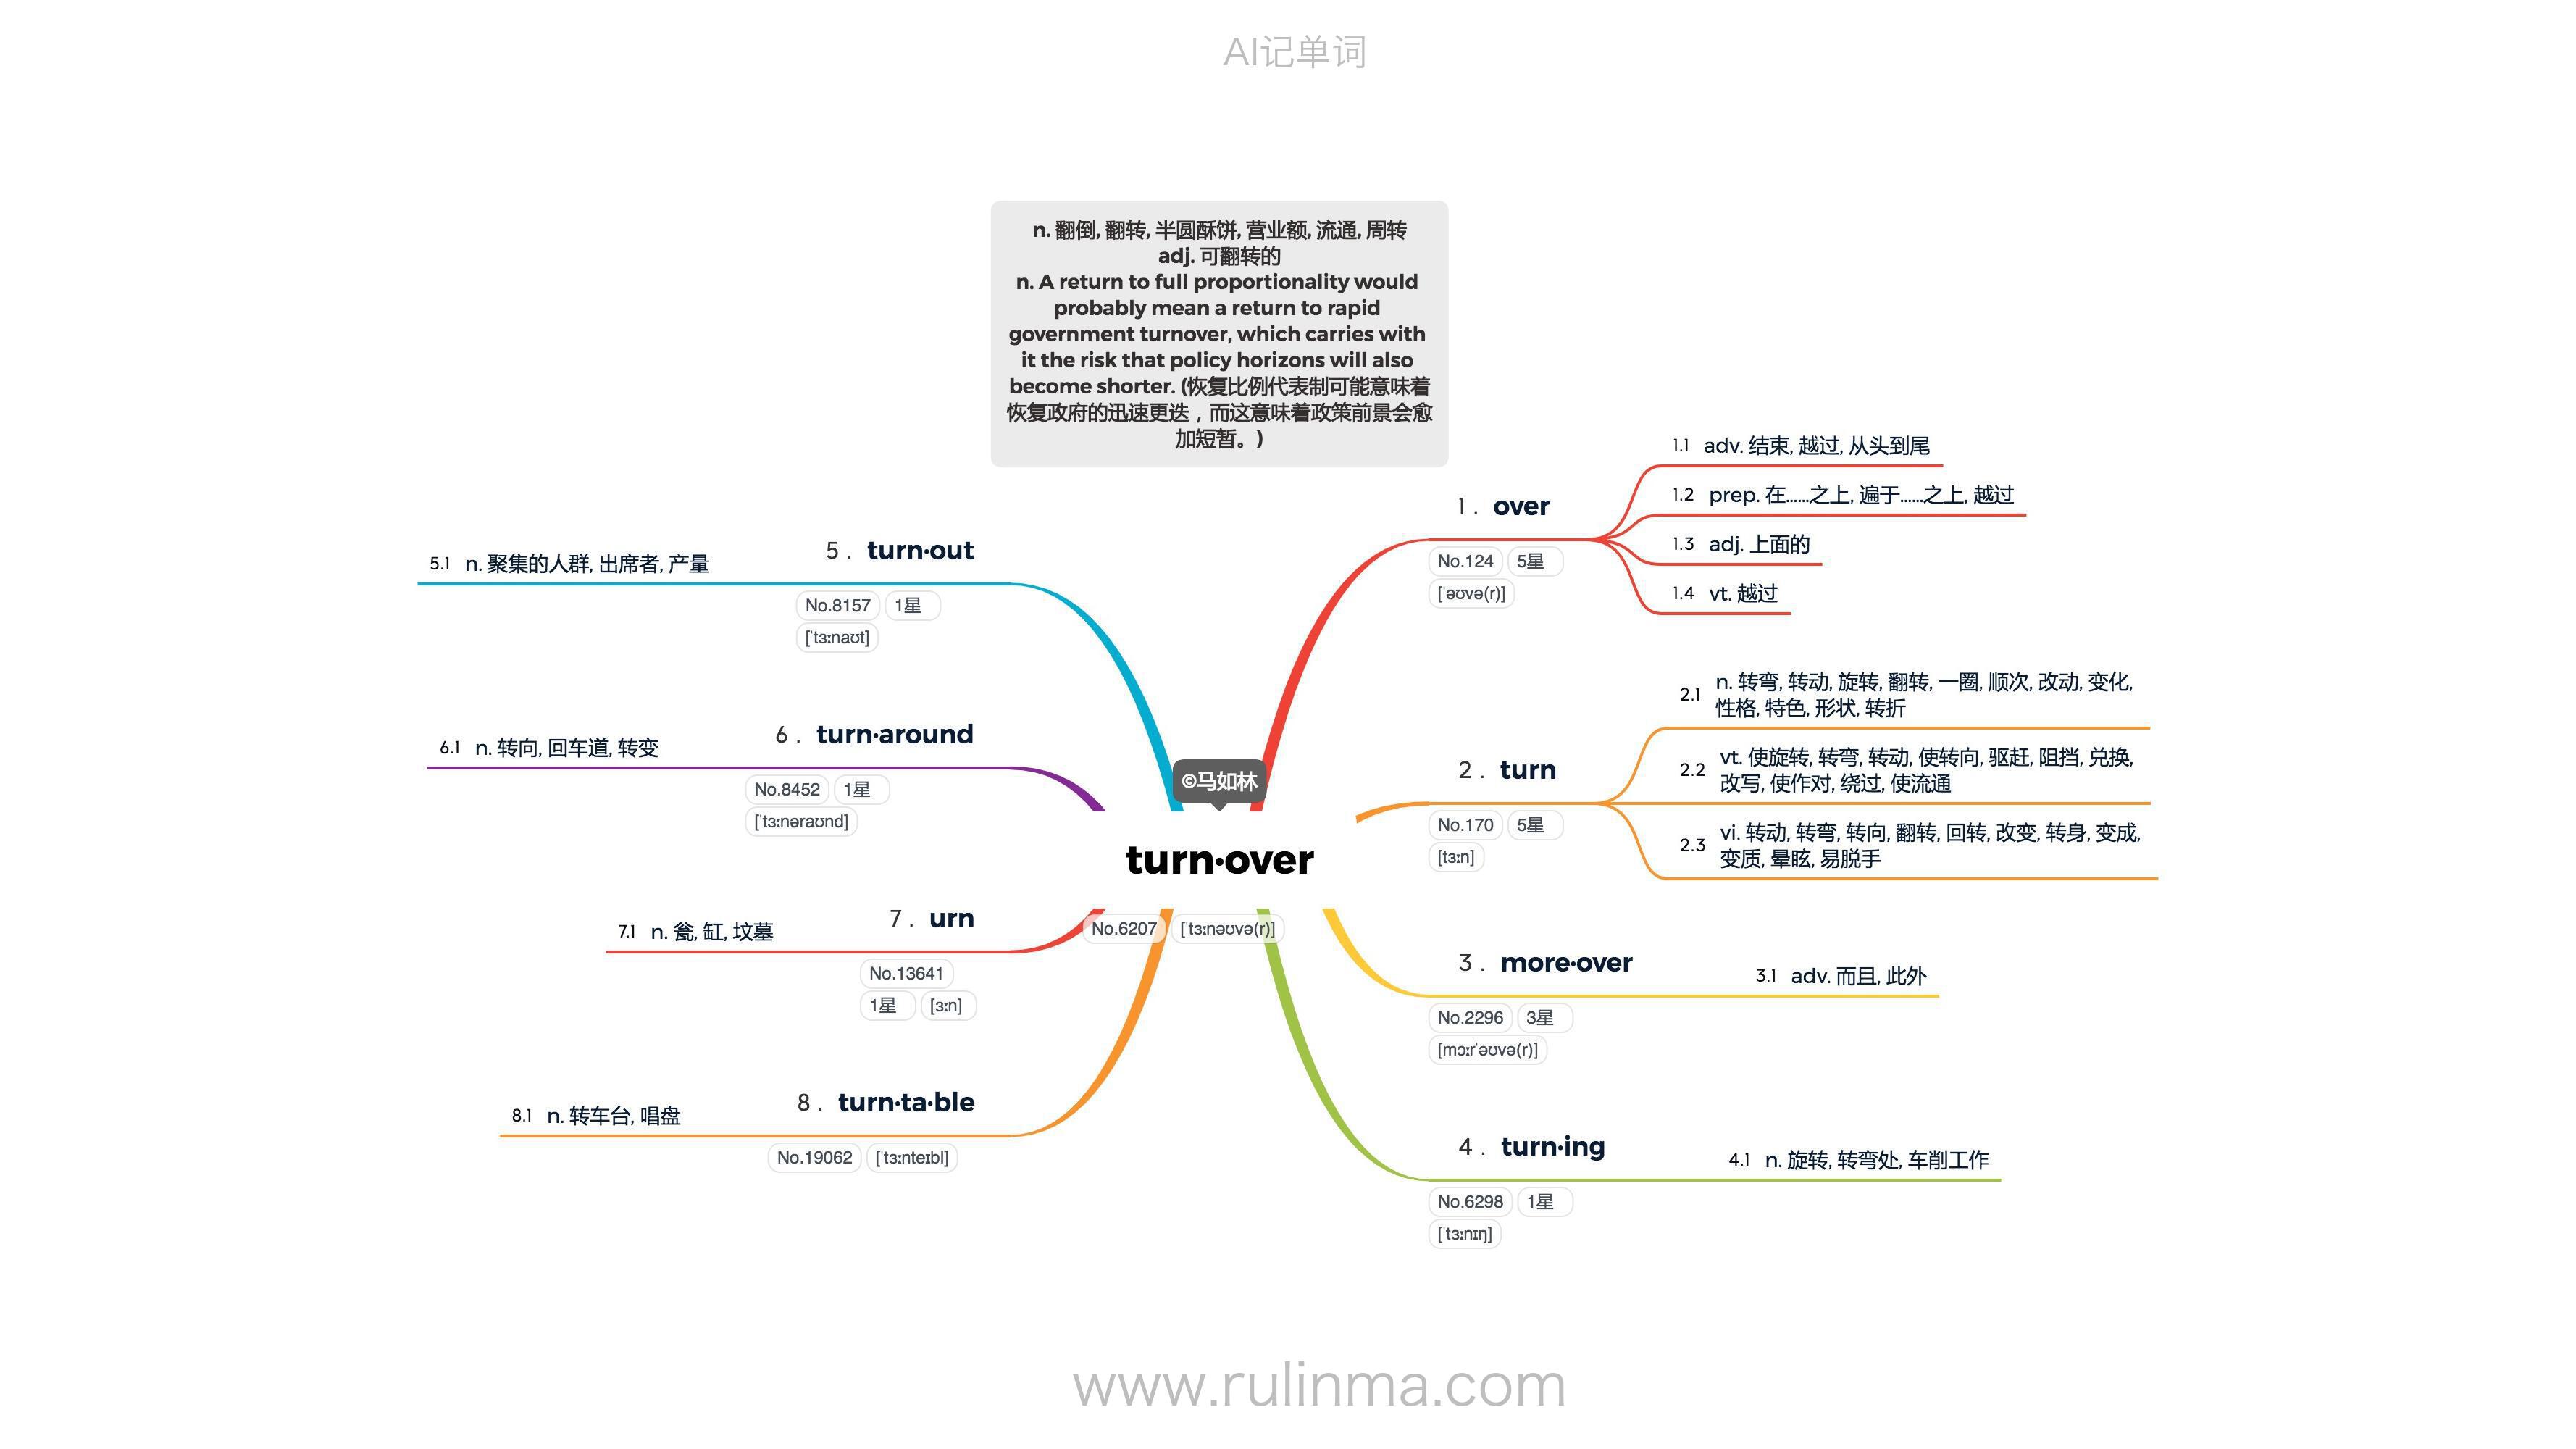 AI记单词
n. 翻倒, 翻转, 半圆酥饼, 营业额, 流通, 周转
adj. 可翻转的
n. A return to full proportionality would
probably mean a return to rapid
government turnover, which carries with
it the risk that policy horizons will also
become shorter. (恢复比例代表制可能意味着
恢复政府的迅速更迭，而这意味着政策前景会愈
加短暂。)
©马如林
turn·over
No.6207 [ˈtɜːnəʊvə(r)]
1 . over
No.124 5星
[ˈəʊvə(r)]
1.1 adv. 结束, 越过, 从头到尾
1.2 prep. 在......之上, 遍于......之上, 越过
1.3 adj. 上面的
1.4 vt. 越过
2 . turn
No.170 5星
[tɜːn]
2.1 n. 转弯, 转动, 旋转, 翻转, 一圈, 顺次, 改动, 变化,
性格, 特色, 形状, 转折
2.2 vt. 使旋转, 转弯, 转动, 使转向, 驱赶, 阻挡, 兑换,
改写, 使作对, 绕过, 使流通
2.3 vi. 转动, 转弯, 转向, 翻转, 回转, 改变, 转身, 变成,
变质, 晕眩, 易脱手
3 . more·over
No.2296 3星
[mɔːrˈəʊvə(r)]
3.1 adv. 而且, 此外
4 . turn·ing
No.6298 1星
[ˈtɜːnɪŋ]
4.1 n. 旋转, 转弯处, 车削工作
5 . turn·out
No.8157 1星
[ˈtɜːnaʊt]
5.1 n. 聚集的人群, 出席者, 产量
6 . turn·around
No.8452 1星
[ˈtɜːnəraʊnd]
6.1 n. 转向, 回车道, 转变
7 . urn
No.13641
1星 [ɜːn]
7.1 n. 瓮, 缸, 坟墓
8 . turn·ta·ble
No.19062 [ˈtɜːnteɪbl]
8.1 n. 转车台, 唱盘
www.rulinma.com